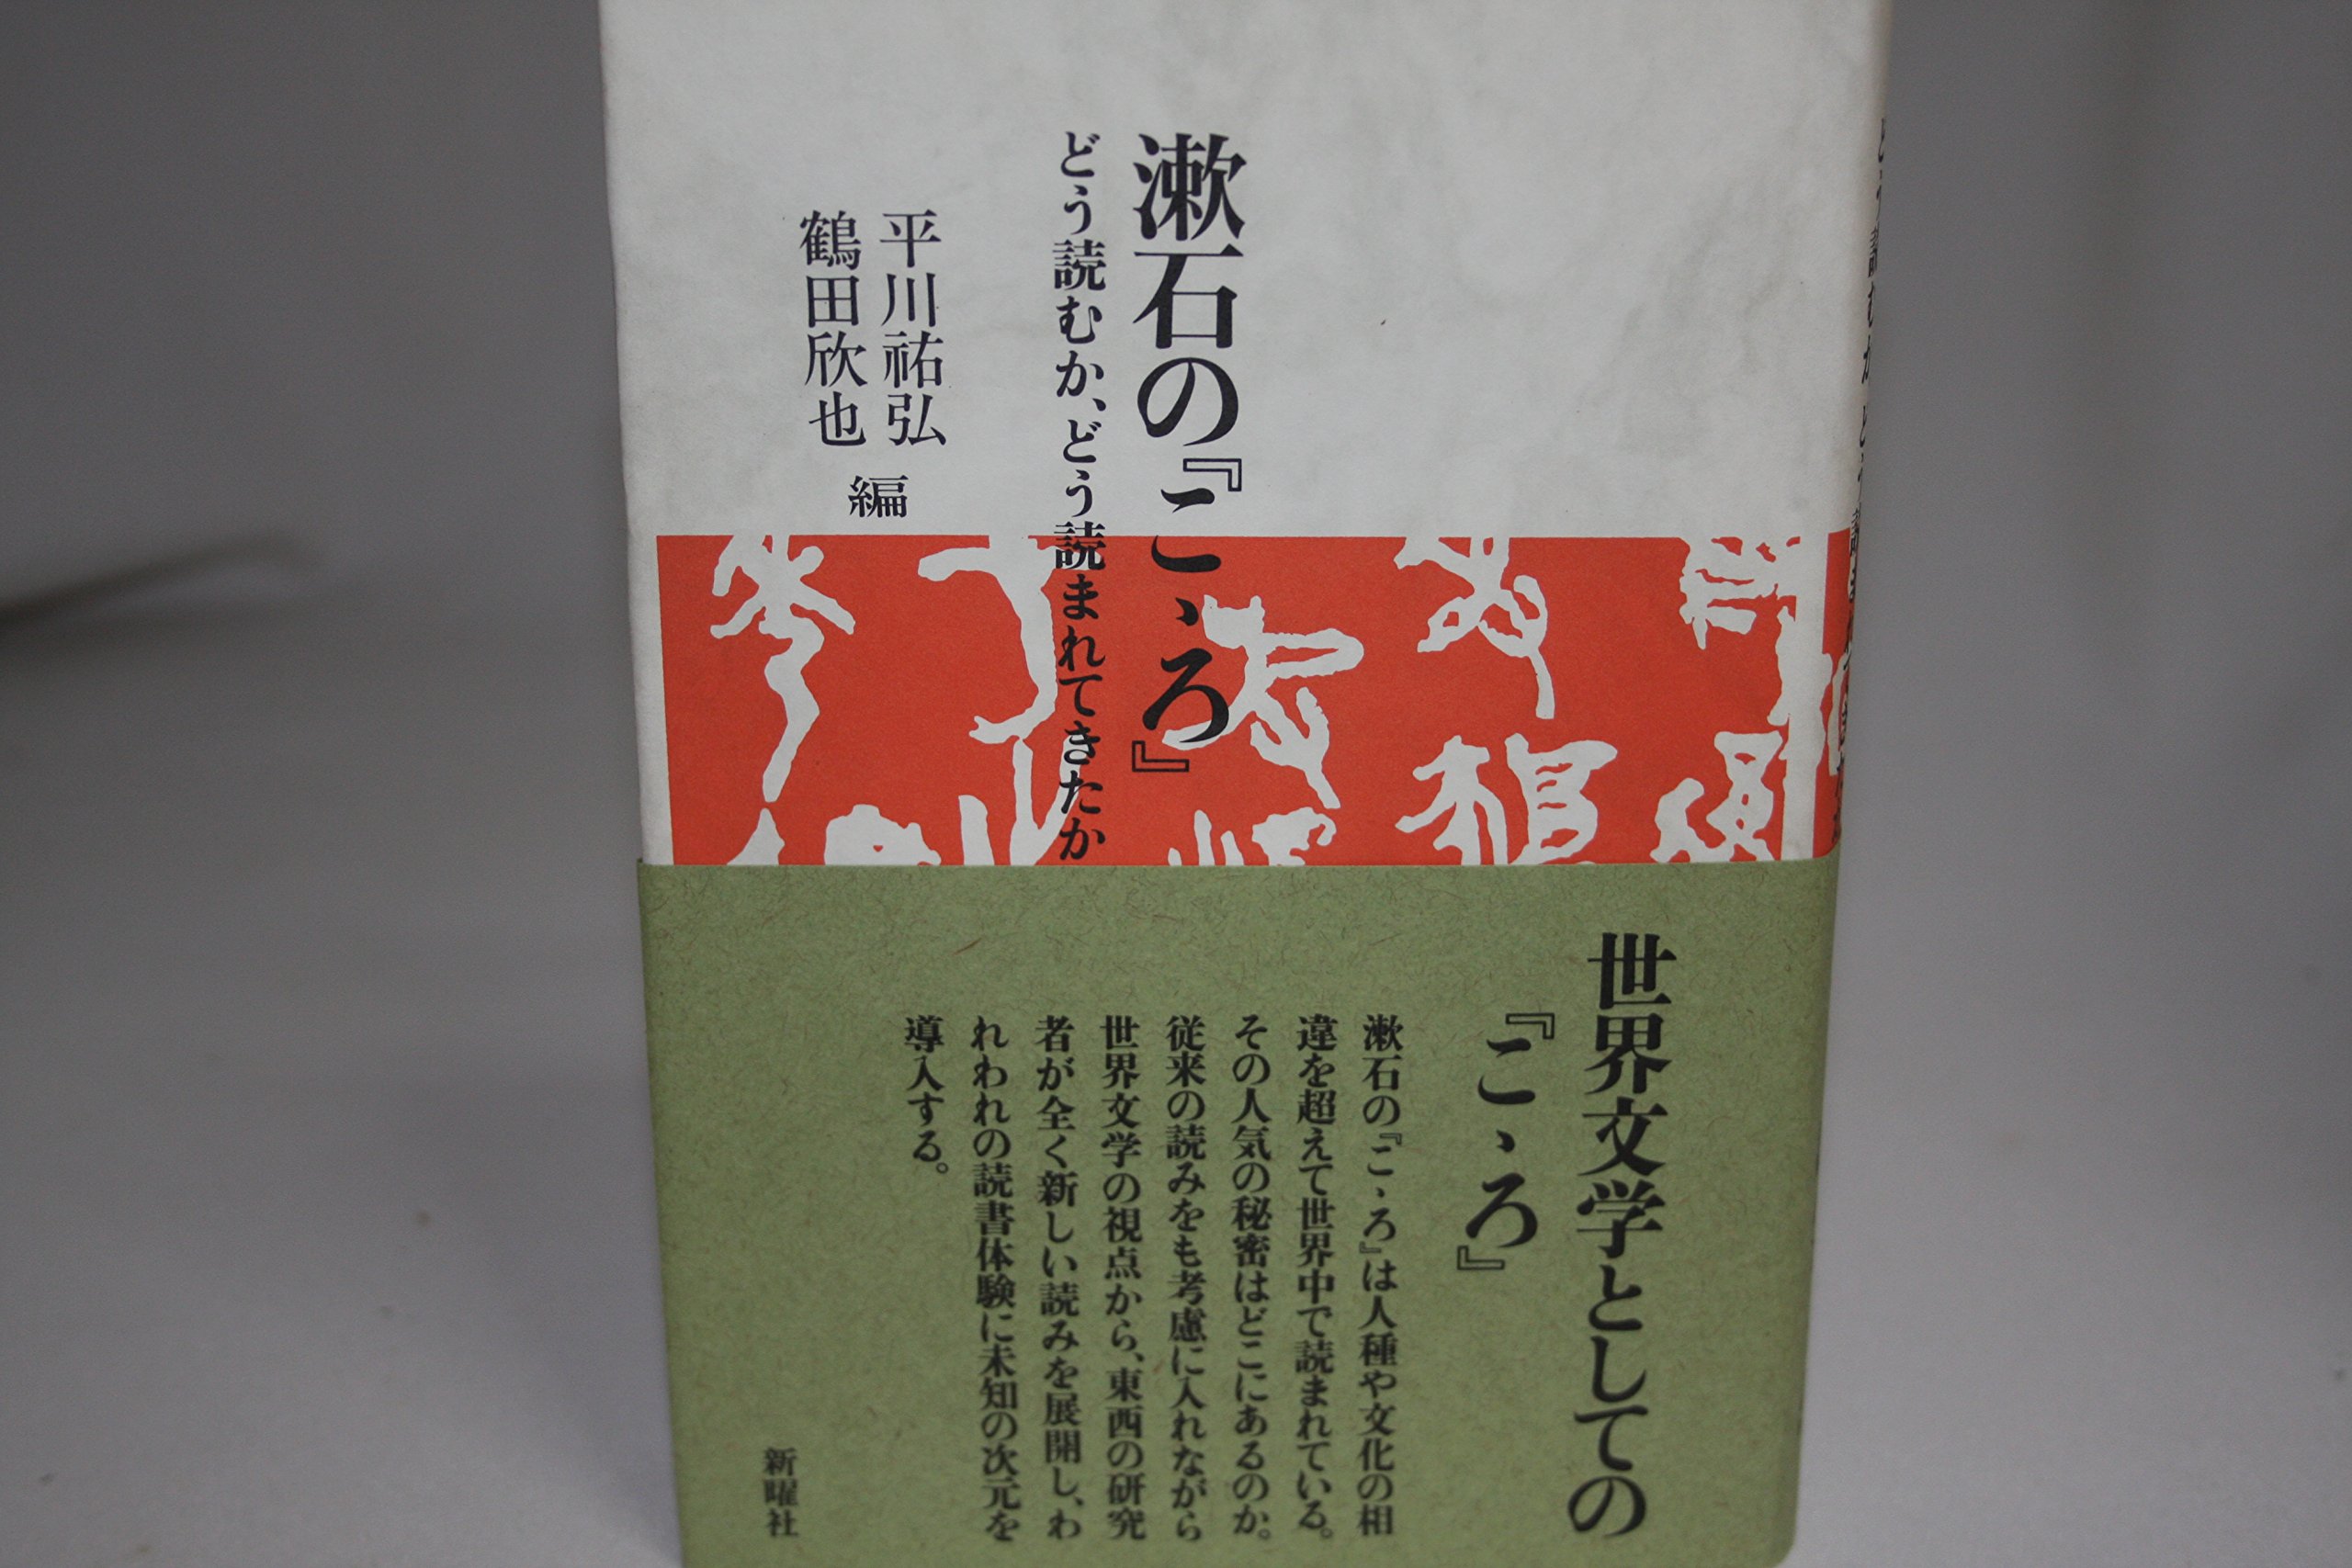 漱石の『こゝろ』
どう読むか、どう読まれてきたか
平川祐弘
鶴田欣也
編
世界文学としての
『こゝろ』
漱石の『こゝろ』は人種や文化の相
違を超えて世界中で読まれている。
その人気の秘密はどこにあるのか。
従来の読みをも考慮に入れながら
世界文学の視点から、東西の研究
者が全く新しい読みを展開し、わ
れわれの読書体験に未知の次元を
導入する。
新曜社